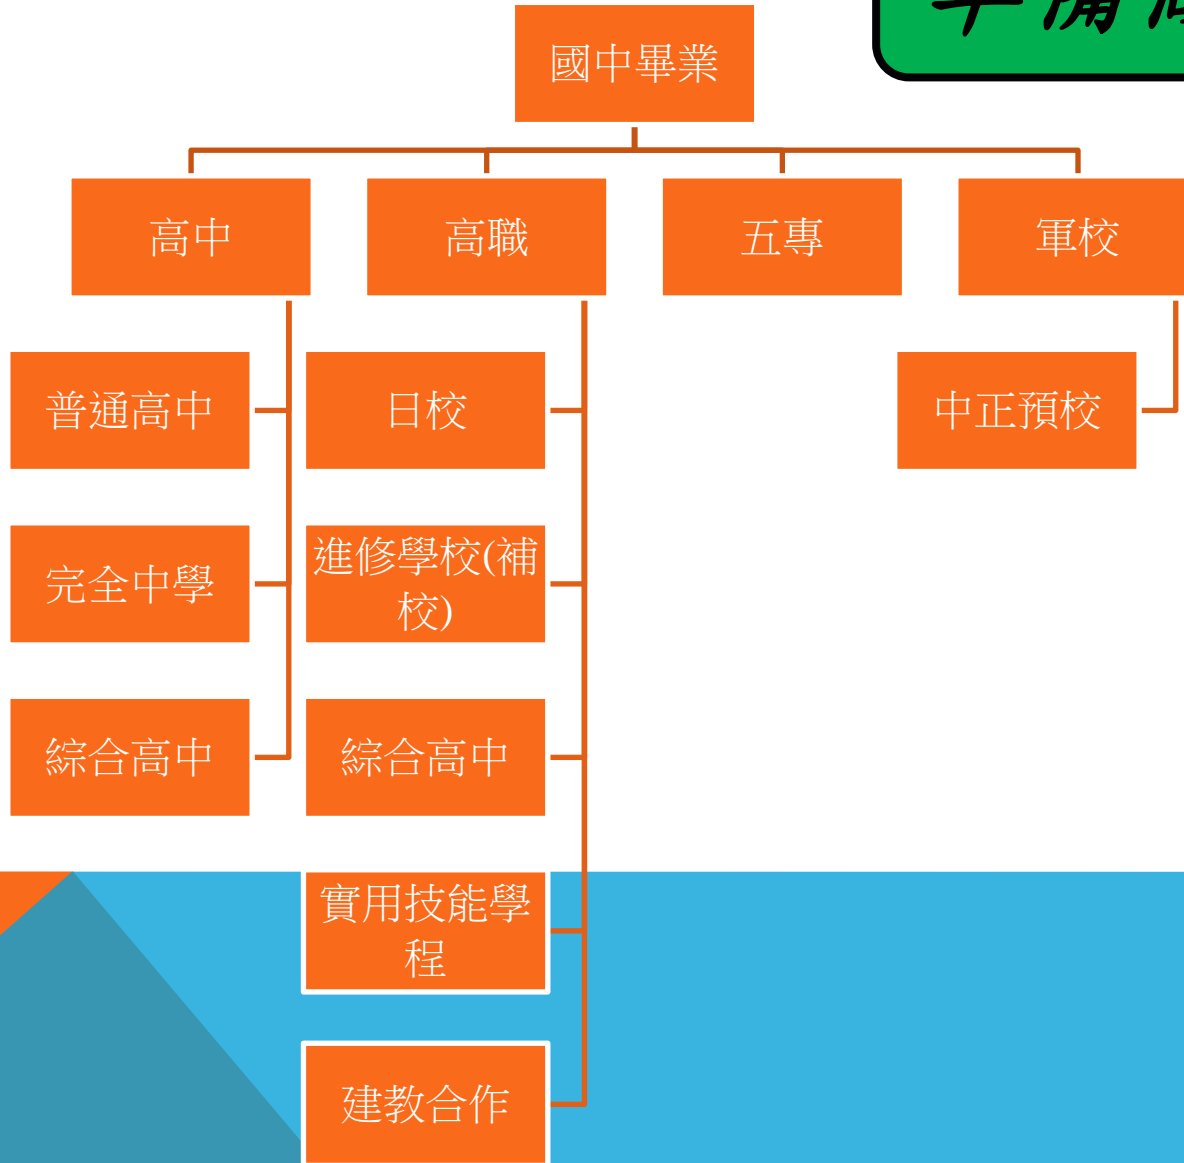 國中畢業
高中
高職
五專
軍校
普通高中
日校
中正預校
完全中學
進修學校(補
校)
綜合高中
綜合高中
實用技能學
程
建教合作